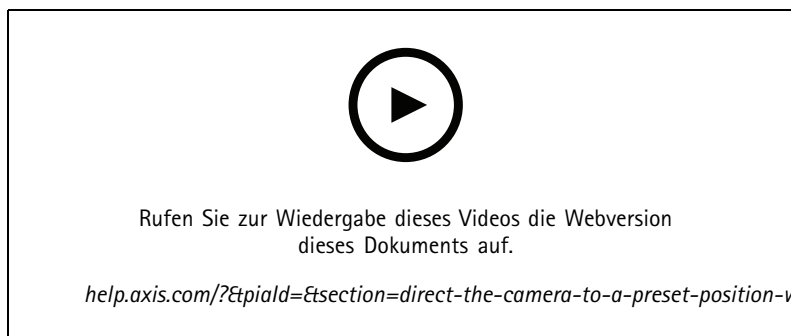 Rufen Sie zur Wiedergabe dieses Videos die Webversion
dieses Dokuments auf.
help.axis.com/?&piaId=&section=direct-the-camera-to-a-preset-position-w